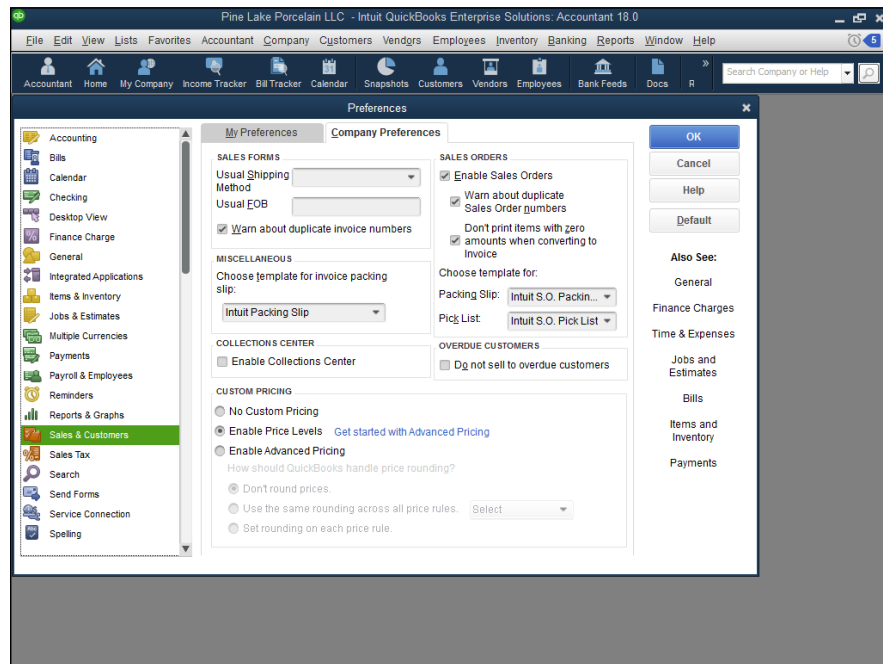 Pine Lake Porcelain LLC - Intuit QuickBooks Enterprise Solutions: Accountant 18.0
File Edit View Lists Favorites Accountant Company Customers Vendors Employees Inventory Banking Reports Window Help
5
Accountant Home My Company Income Tracker Bill Tracker Calendar Snapshots Customers Vendors Employees Bank Feeds Docs R
»
Search Company or Help
Preferences
Accounting
Bills
Calendar
Checking
Desktop View
Finance Charge
General
Integrated Applications
Items & Inventory
Jobs & Estimates
Multiple Currencies
Payments
Payroll & Employees
Reminders
Reports & Graphs
Sales & Customers
Sales Tax
Search
Send Forms
Service Connection
Spelling
My Preferences
Company Preferences
SALES FORMS
Usual Shipping
Method
Usual FOB
Warn about duplicate invoice numbers
MISCELLANEOUS
Choose template for invoice packing
slip:
Intuit Packing Slip
COLLECTIONS CENTER
Enable Collections Center
SALES ORDERS
Enable Sales Orders
Warn about duplicate
Sales Order numbers
Don't print items with zero
amounts when converting to
Invoice
Choose template for:
Packing Slip: Intuit S.O. Packin...
Pick List: Intuit S.O. Pick List
OVERDUE CUSTOMERS
Do not sell to overdue customers
CUSTOM PRICING
No Custom Pricing
Enable Price Levels Get started with Advanced Pricing
Enable Advanced Pricing
How should QuickBooks handle price rounding?
Don't round prices.
Use the same rounding across all price rules. Select
Set rounding on each price rule.
OK
Cancel
Help
Default
Also See:
General
Finance Charges
Time & Expenses
Jobs and
Estimates
Bills
Items and
Inventory
Payments